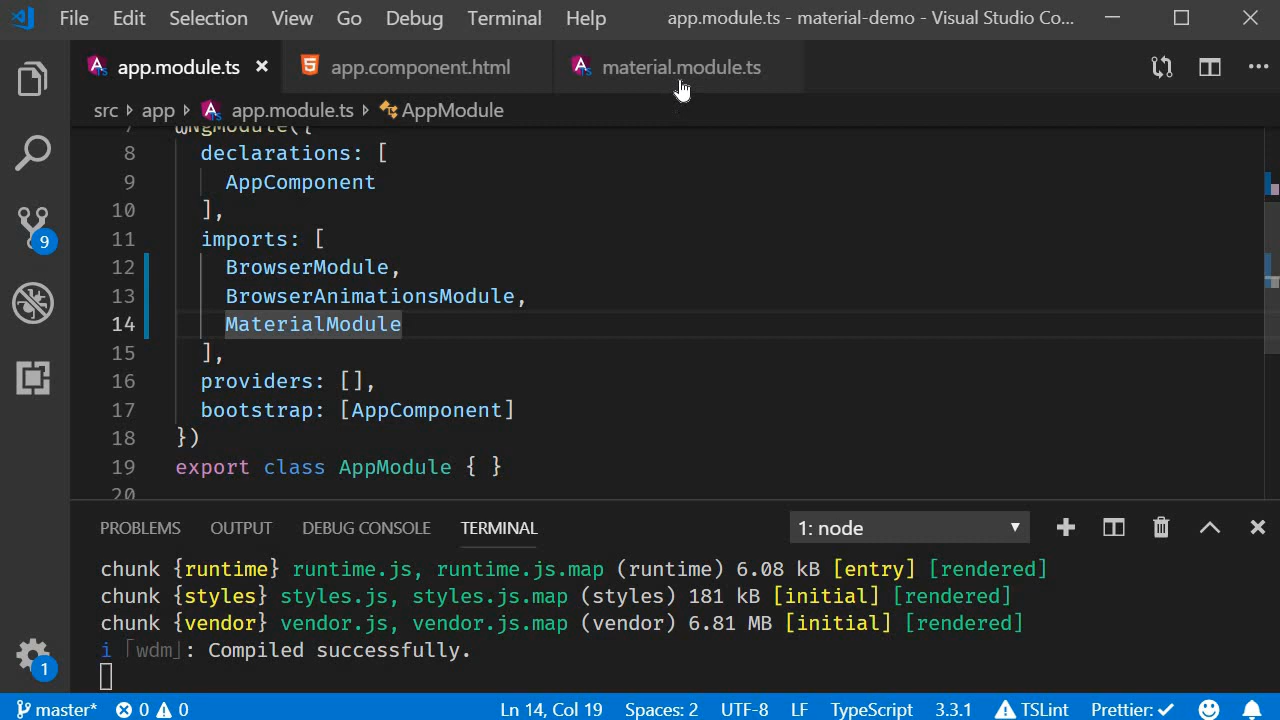 File Edit Selection View Go Debug Terminal Help app.module.ts - material-demo - Visual Studio Co...
app.module.ts app.component.html material.module.ts
src app app.module.ts AppModule
7 @NgModule({
8 declarations: [
9 AppComponent
10 ],
11 imports: [
12 BrowserModule,
13 BrowserAnimationsModule,
14 MaterialModule
15 ],
16 providers: [],
17 bootstrap: [AppComponent]
18 })
19 export class AppModule { }
20
9
PROBLEMS OUTPUT DEBUG CONSOLE TERMINAL 1: node
chunk {runtime} runtime.js, runtime.js.map (runtime) 6.08 kB [entry] [rendered]
chunk {styles} styles.js, styles.js.map (styles) 181 kB [initial] [rendered]
chunk {vendor} vendor.js, vendor.js.map (vendor) 6.81 MB [initial] [rendered]
i ｢wdm｣: Compiled successfully.
1
master* 0 0 Ln 14, Col 19 Spaces: 2 UTF-8 LF TypeScript 3.3.1 TSLint Prettier: ✓